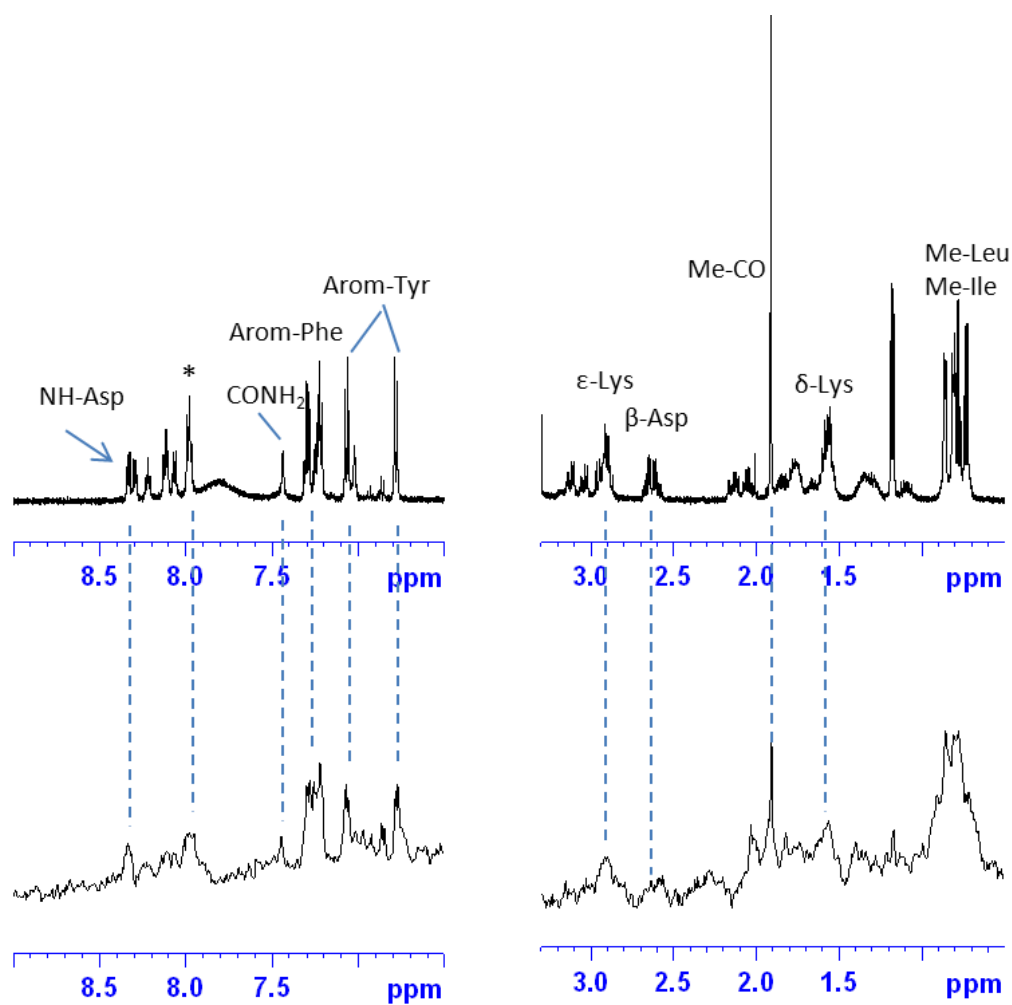 Me-CO
Me-Leu
Me-Ile
Arom-Tyr
Arom-Phe
*
NH-Asp
CONH₂
ε-Lys
β-Asp
δ-Lys
8.5 8.0 7.5 ppm
3.0 2.5 2.0 1.5 ppm
8.5 8.0 7.5 ppm
3.0 2.5 2.0 1.5 ppm